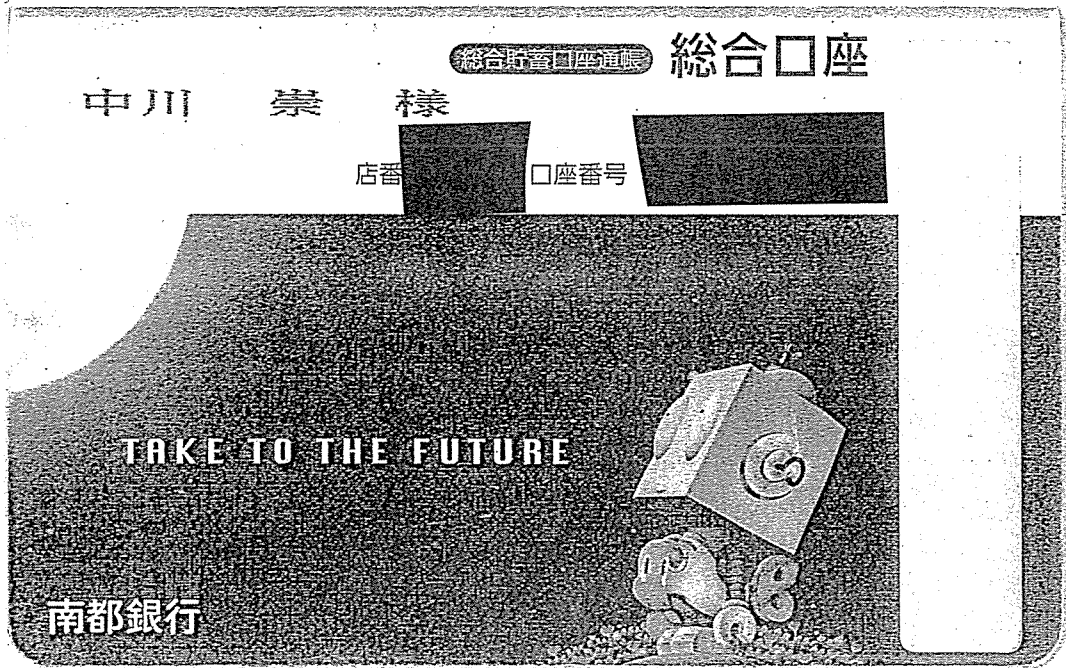 総合貯蓄口座通帳 総合口座
中川 崇 様
店番 口座番号
TAKE TO THE FUTURE
南都銀行